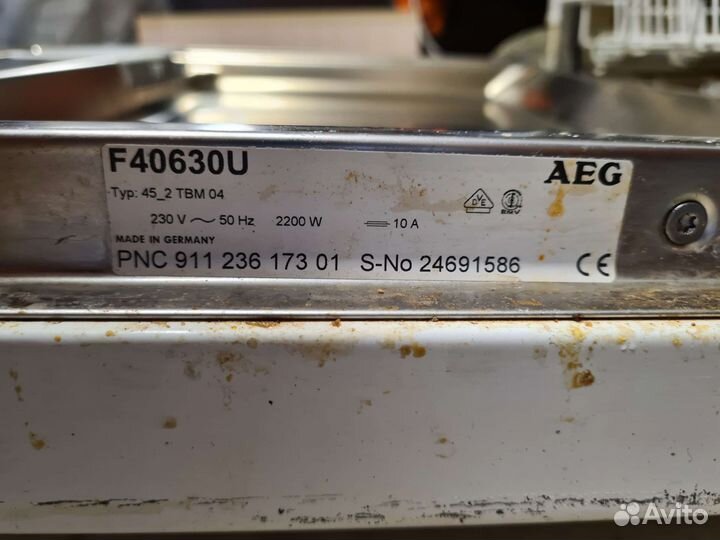 F40630U
AEG
Typ: 45_2 TBM 04
230 V ~ 50 Hz 2200 W 10 A
MADE IN GERMANY
PNC 911 236 173 01 S-No 24691586 CE
Avito